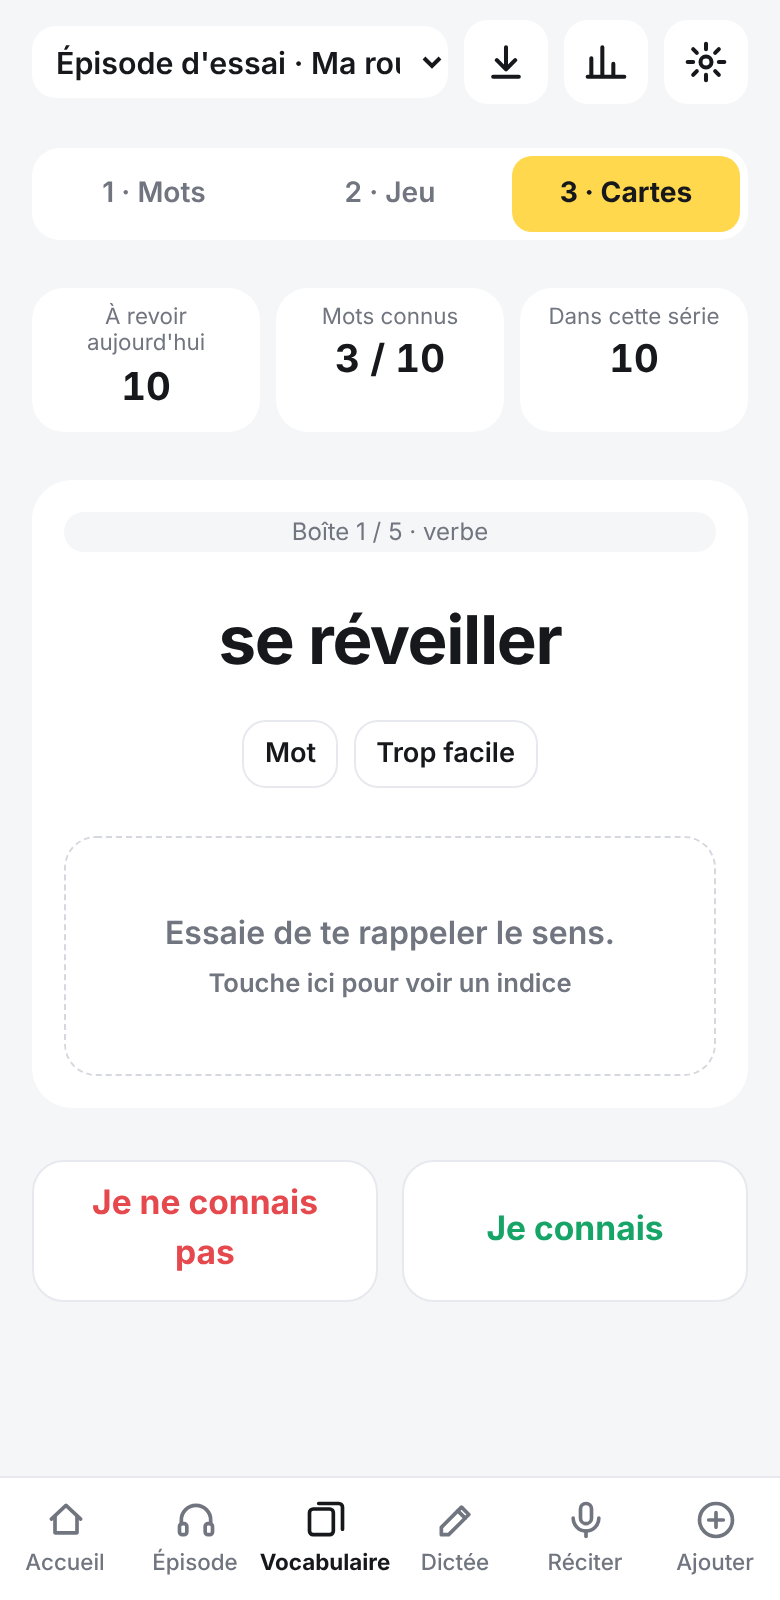 Épisode d'essai · Ma rou
1 · Mots
2 · Jeu
3 · Cartes
À revoir
aujourd'hui
10
Mots connus
3 / 10
Dans cette série
10
Boîte 1 / 5 · verbe
se réveiller
Mot
Trop facile
Essaie de te rappeler le sens.
Touche ici pour voir un indice
Je ne connais
pas
Je connais
Accueil
Épisode
Vocabulaire
Dictée
Réciter
Ajouter